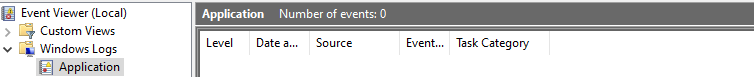 Event Viewer (Local)
Custom Views
Windows Logs
Application
Application Number of events: 0
Level Date a... Source Event... Task Category